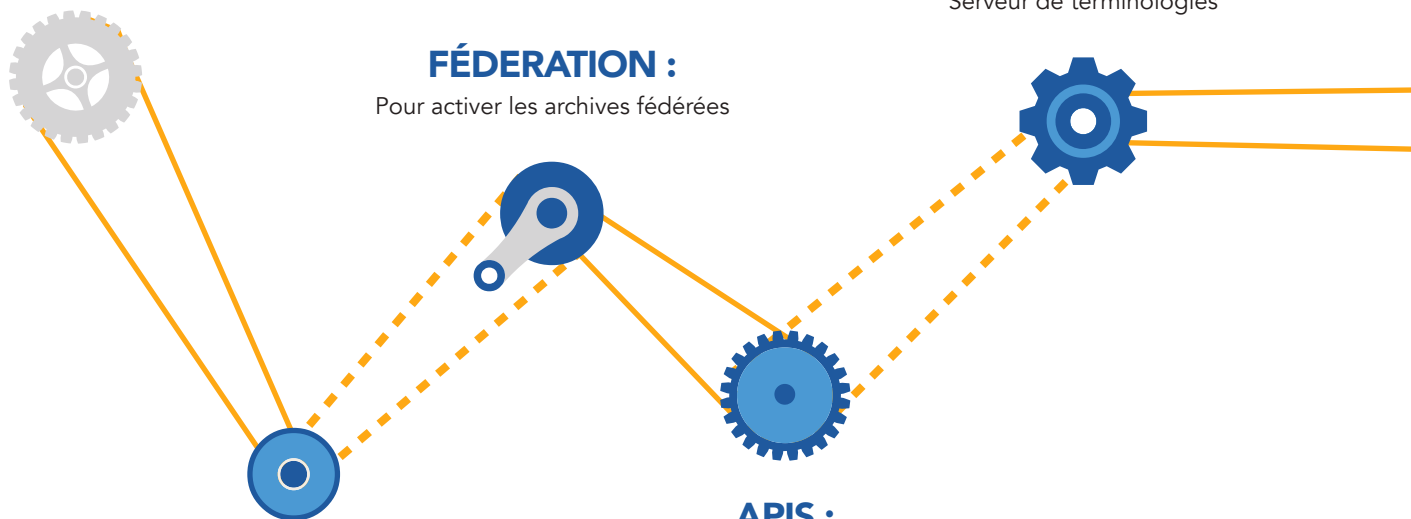 Serveur de terminologies
FÉDERATION :
Pour activer les archives fédérées
APIS :